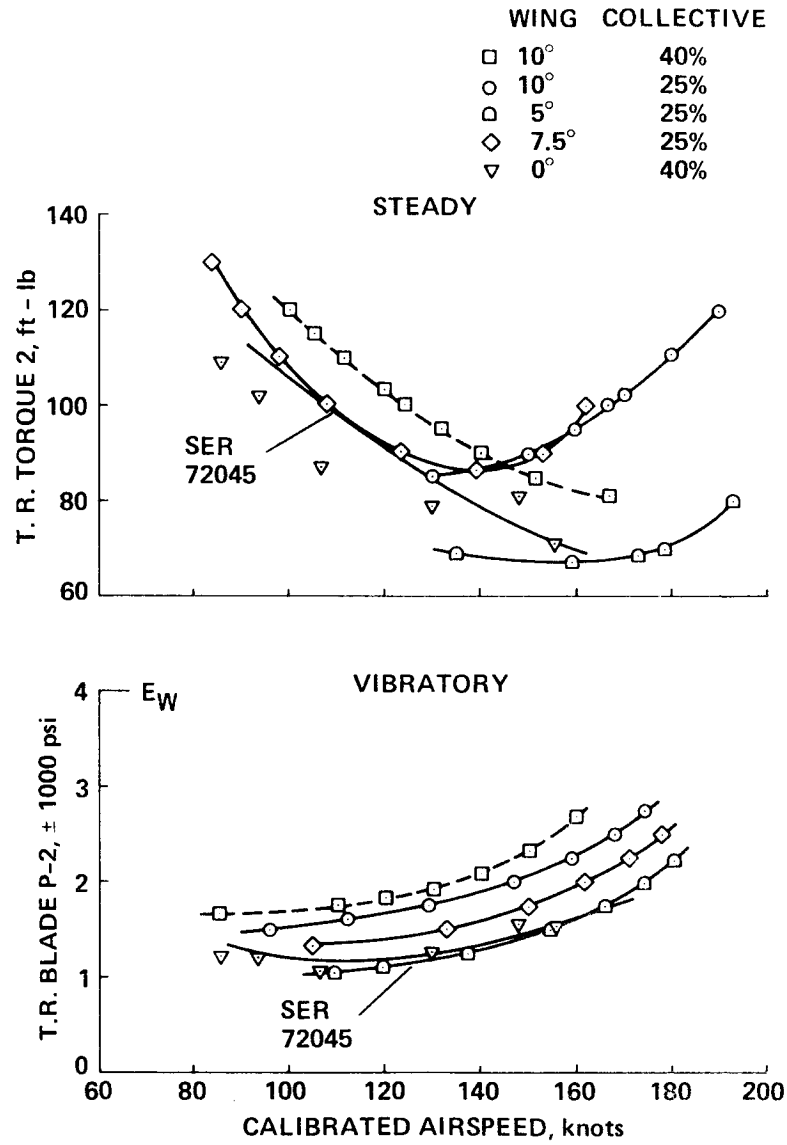 WING COLLECTIVE
10° 40%
10° 25%
5° 25%
7.5° 25%
0° 40%
STEADY
140
120
100
80
60
T. R. TORQUE 2, ft - lb
SER
72045
VIBRATORY
4
3
2
1
0
E_W
T.R. BLADE P-2, ± 1000 psi
SER
72045
60 80 100 120 140 160 180 200
CALIBRATED AIRSPEED, knots